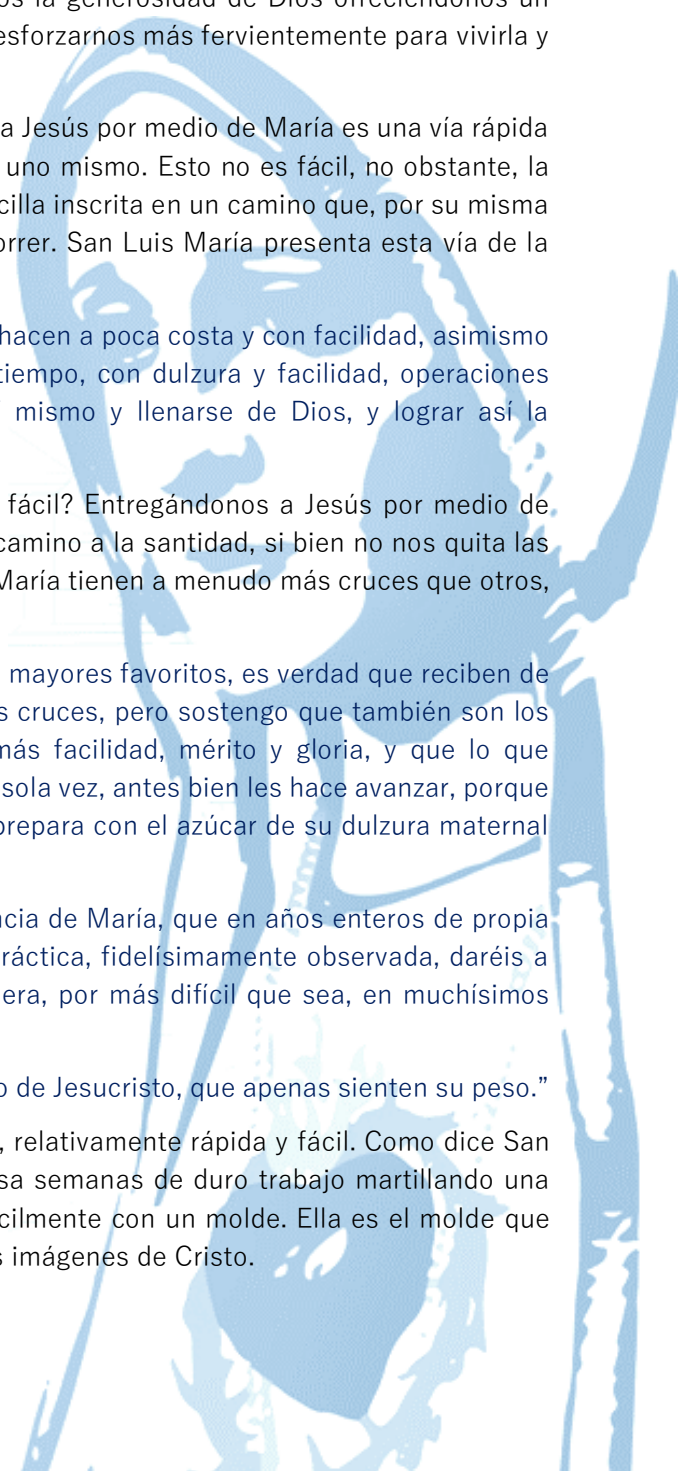 os la generosidad de Dios ofreciéndonos un
esforzarnos más fervientemente para vivirla y
a Jesús por medio de María es una vía rápida
uno mismo. Esto no es fácil, no obstante, la
cilla inscrita en un camino que, por su misma
orrer. San Luis María presenta esta vía de la
hacen a poca costa y con facilidad, asimismo
tiempo, con dulzura y facilidad, operaciones
mismo y llenarse de Dios, y lograr así la
fácil? Entregándonos a Jesús por medio de
camino a la santidad, si bien no nos quita las
María tienen a menudo más cruces que otros,
mayores favoritos, es verdad que reciben de
s cruces, pero sostengo que también son los
más facilidad, mérito y gloria, y que lo que
sola vez, antes bien les hace avanzar, porque
prepara con el azúcar de su dulzura maternal
ncia de María, que en años enteros de propia
ráctica, fidelísimamente observada, daréis a
era, por más difícil que sea, en muchísimos
o de Jesucristo, que apenas sienten su peso.”
, relativamente rápida y fácil. Como dice San
sa semanas de duro trabajo martillando una
cilmente con un molde. Ella es el molde que
s imágenes de Cristo.